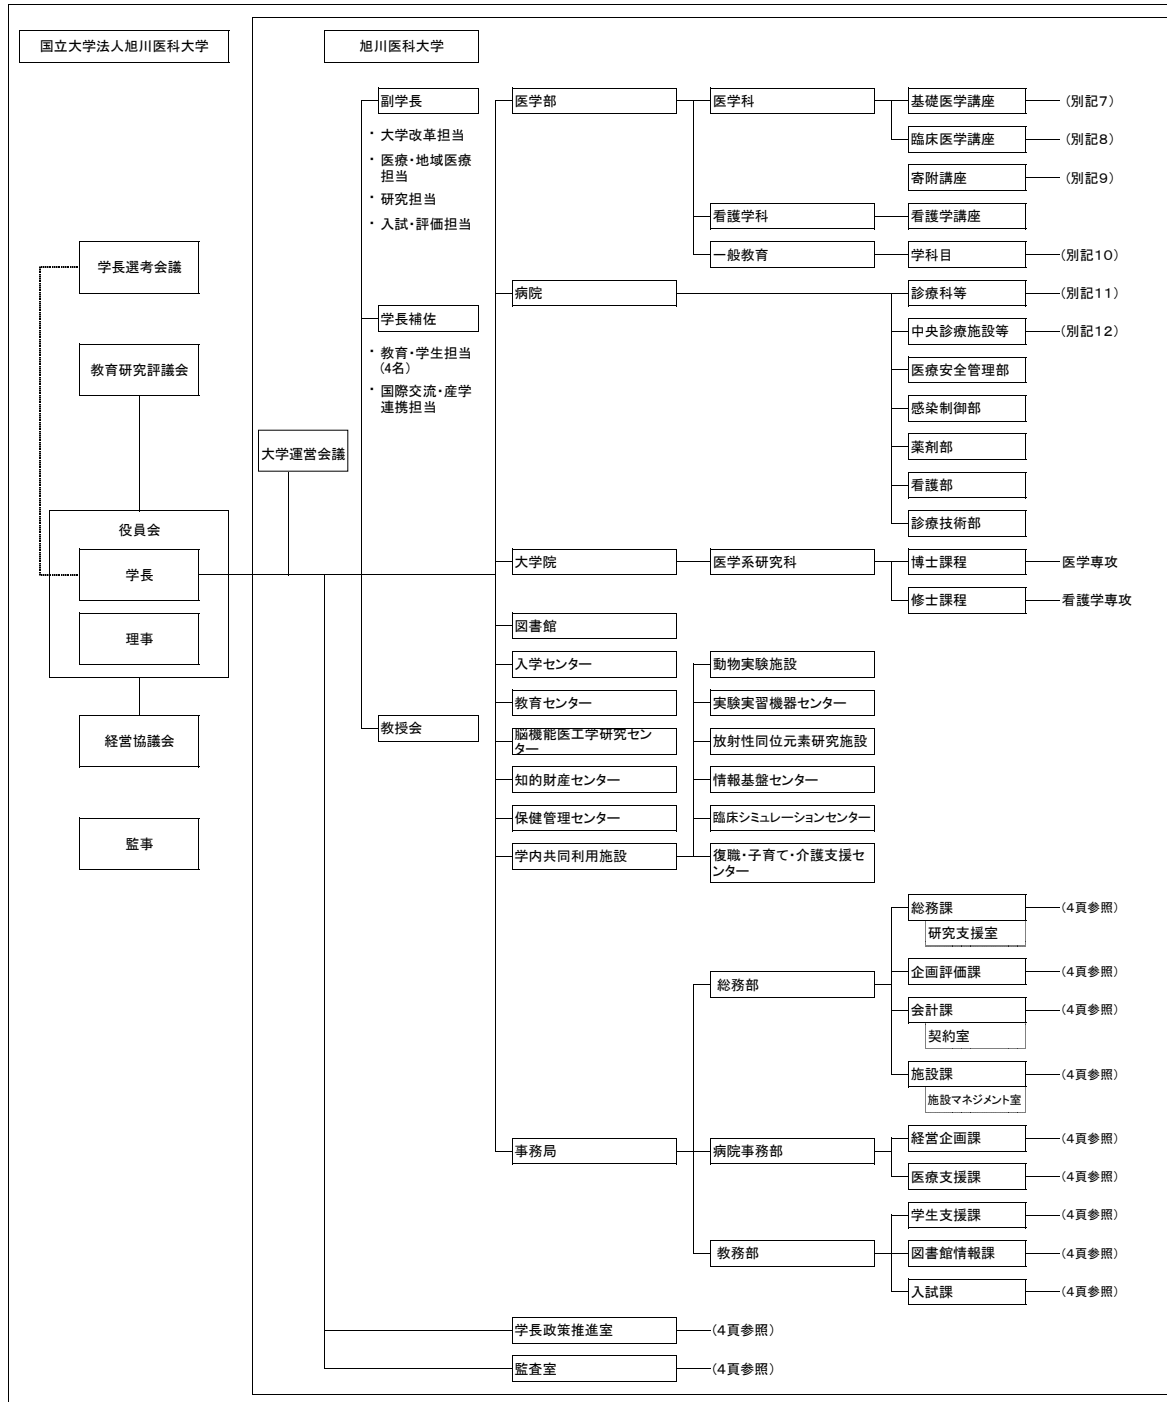 国立大学法人旭川医科大学
旭川医科大学
副学長
・ 大学改革担当
・ 医療・地域医療
担当
・ 研究担当
・ 入試・評価担当
学長選考会議
教育研究評議会
学長補佐
・ 教育・学生担当
(4名)
・ 国際交流・産学
連携担当
大学運営会議
役員会
学長
理事
経営協議会
監事
教授会
医学部
医学科
基礎医学講座
(別記7)
臨床医学講座
(別記8)
寄附講座
(別記9)
看護学科
看護学講座
一般教育
学科目
(別記10)
病院
診療科等
(別記11)
中央診療施設等
(別記12)
医療安全管理部
感染制御部
薬剤部
看護部
診療技術部
大学院
医学系研究科
博士課程
医学専攻
修士課程
看護学専攻
図書館
入学センター
教育センター
脳機能医工学研究セン
ター
知的財産センター
保健管理センター
学内共同利用施設
動物実験施設
実験実習機器センター
放射性同位元素研究施設
情報基盤センター
臨床シミュレーションセンター
復職・子育て・介護支援セ
ンター
事務局
総務部
総務課
(4頁参照)
研究支援室
企画評価課
(4頁参照)
会計課
(4頁参照)
契約室
施設課
(4頁参照)
施設マネジメント室
病院事務部
経営企画課
(4頁参照)
医療支援課
(4頁参照)
教務部
学生支援課
(4頁参照)
図書館情報課
(4頁参照)
入試課
(4頁参照)
学長政策推進室
(4頁参照)
監査室
(4頁参照)